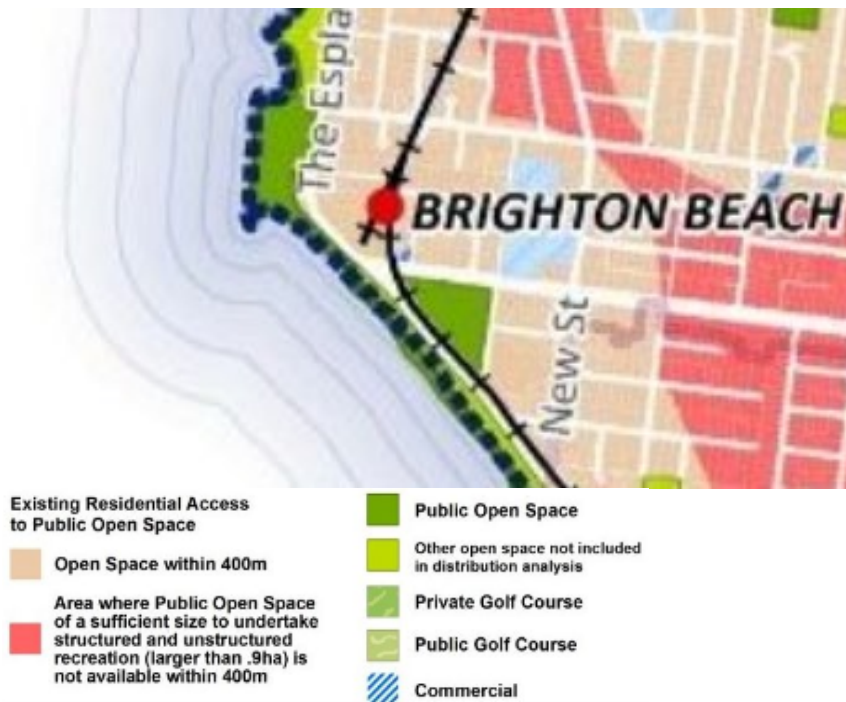 The Espla
BRIGHTON BEACH
New St
Existing Residential Access
to Public Open Space
Open Space within 400m
Area where Public Open Space
of a sufficient size to undertake
structured and unstructured
recreation (larger than .9ha) is
not available within 400m
Public Open Space
Other open space not included
in distribution analysis
Private Golf Course
Public Golf Course
Commercial